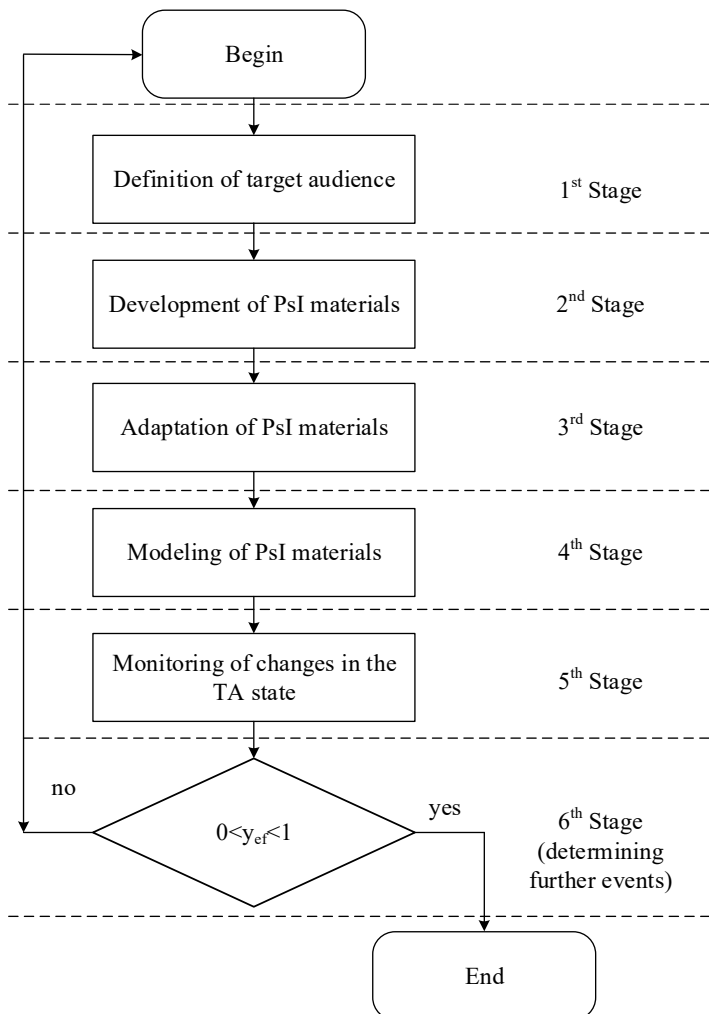 Begin
Definition of target audience
1st Stage
Development of PsI materials
2nd Stage
Adaptation of PsI materials
3rd Stage
Modeling of PsI materials
4th Stage
Monitoring of changes in the
TA state
5th Stage
no
0<yef<1
yes
6th Stage
(determining
further events)
End